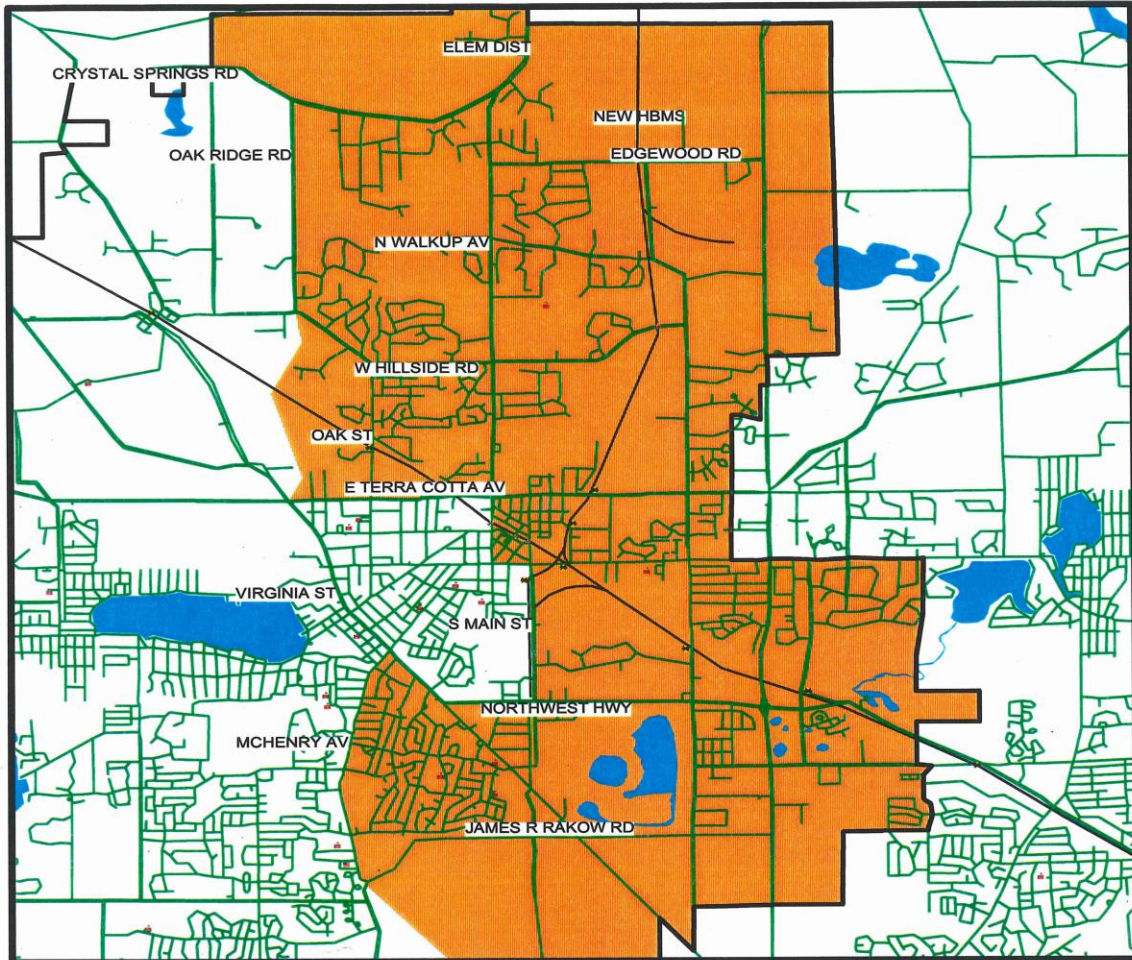 ELEM DIST
CRYSTAL SPRINGS RD
NEW HBMS
OAK RIDGE RD
EDGEWOOD RD
N WALKUP AV
W HILLSIDE RD
OAK ST
E TERRA COTTA AV
VIRGINIA ST
S MAIN ST
NORTHWEST HWY
MCHENRY AV
JAMES R RAKOW RD